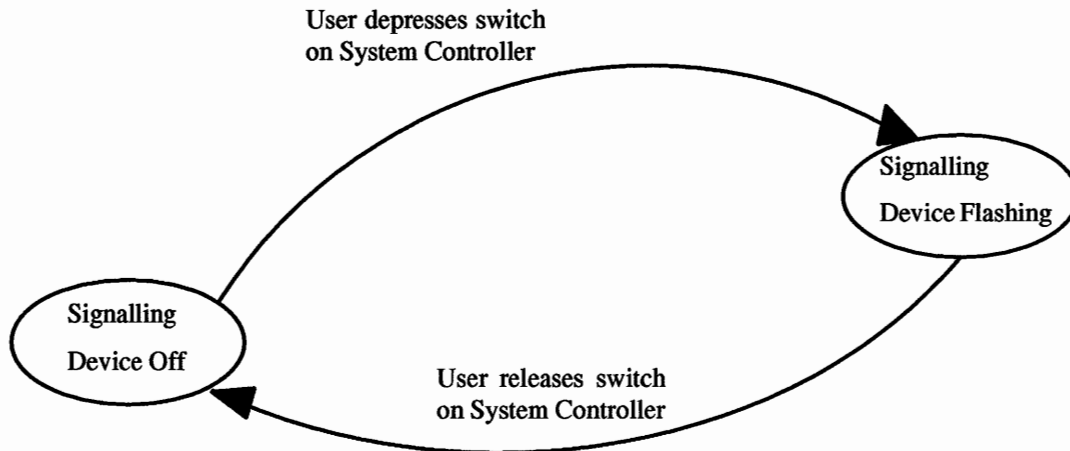 User depresses switch
on System Controller
Signalling
Device Flashing
Signalling
Device Off
User releases switch
on System Controller